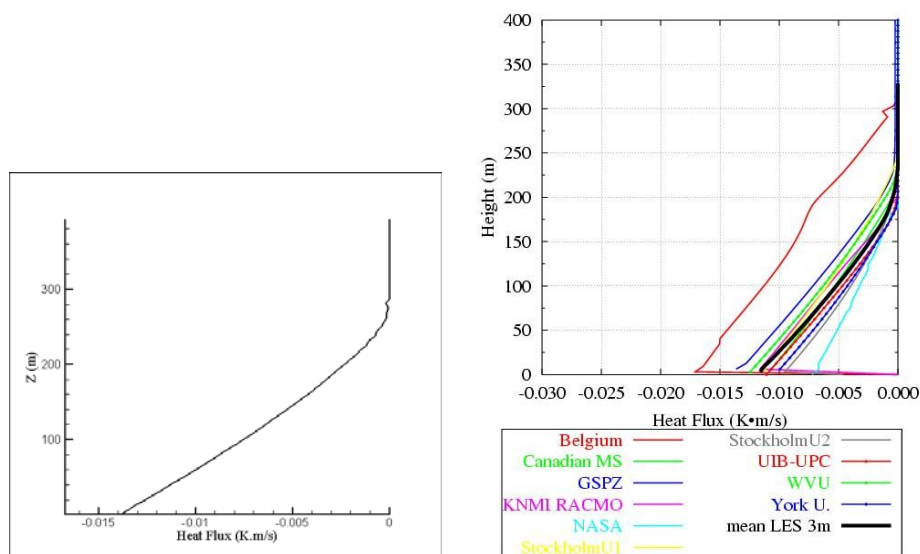 300
200
100
Z (m)
-0.015
-0.01
-0.005
0
Heat Flux (K.m/s)
400
350
300
250
200
150
100
50
0
Height (m)
-0.030
-0.025
-0.020
-0.015
-0.010
-0.005
0.000
Heat Flux (K•m/s)
Belgium
Canadian MS
GSPZ
KNMI RACMO
NASA
StockholmU1
StockholmU2
UIB-UPC
WVU
York U.
mean LES 3m